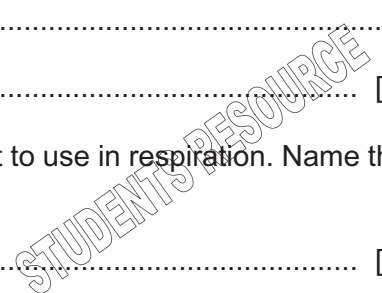 .......................................................
................................................... [
t to use in respiration. Name th
STUDENTS RESOURCE
................................................... [